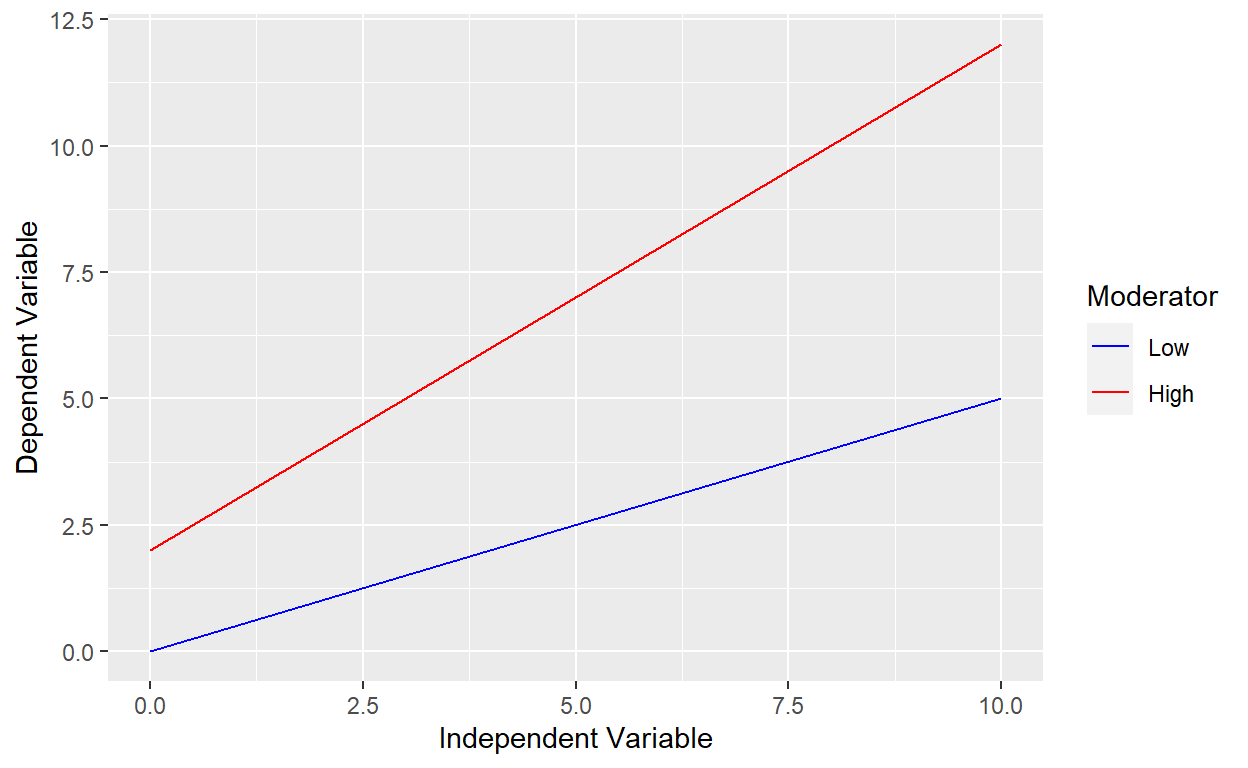 12.5
10.0
7.5
5.0
2.5
0.0
Dependent Variable
0.0 2.5 5.0 7.5 10.0
Independent Variable
Moderator
Low
High